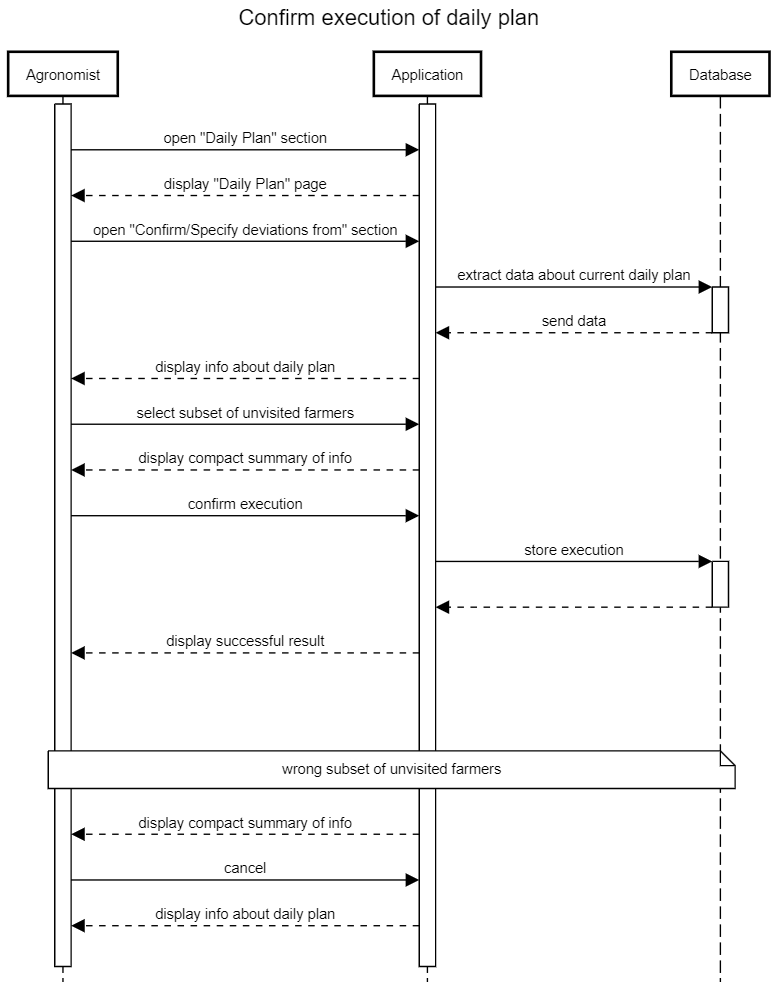 Confirm execution of daily plan
Agronomist
Application
Database
open "Daily Plan" section
display "Daily Plan" page
open "Confirm/Specify deviations from" section
extract data about current daily plan
send data
display info about daily plan
select subset of unvisited farmers
display compact summary of info
confirm execution
store execution
display successful result
wrong subset of unvisited farmers
display compact summary of info
cancel
display info about daily plan